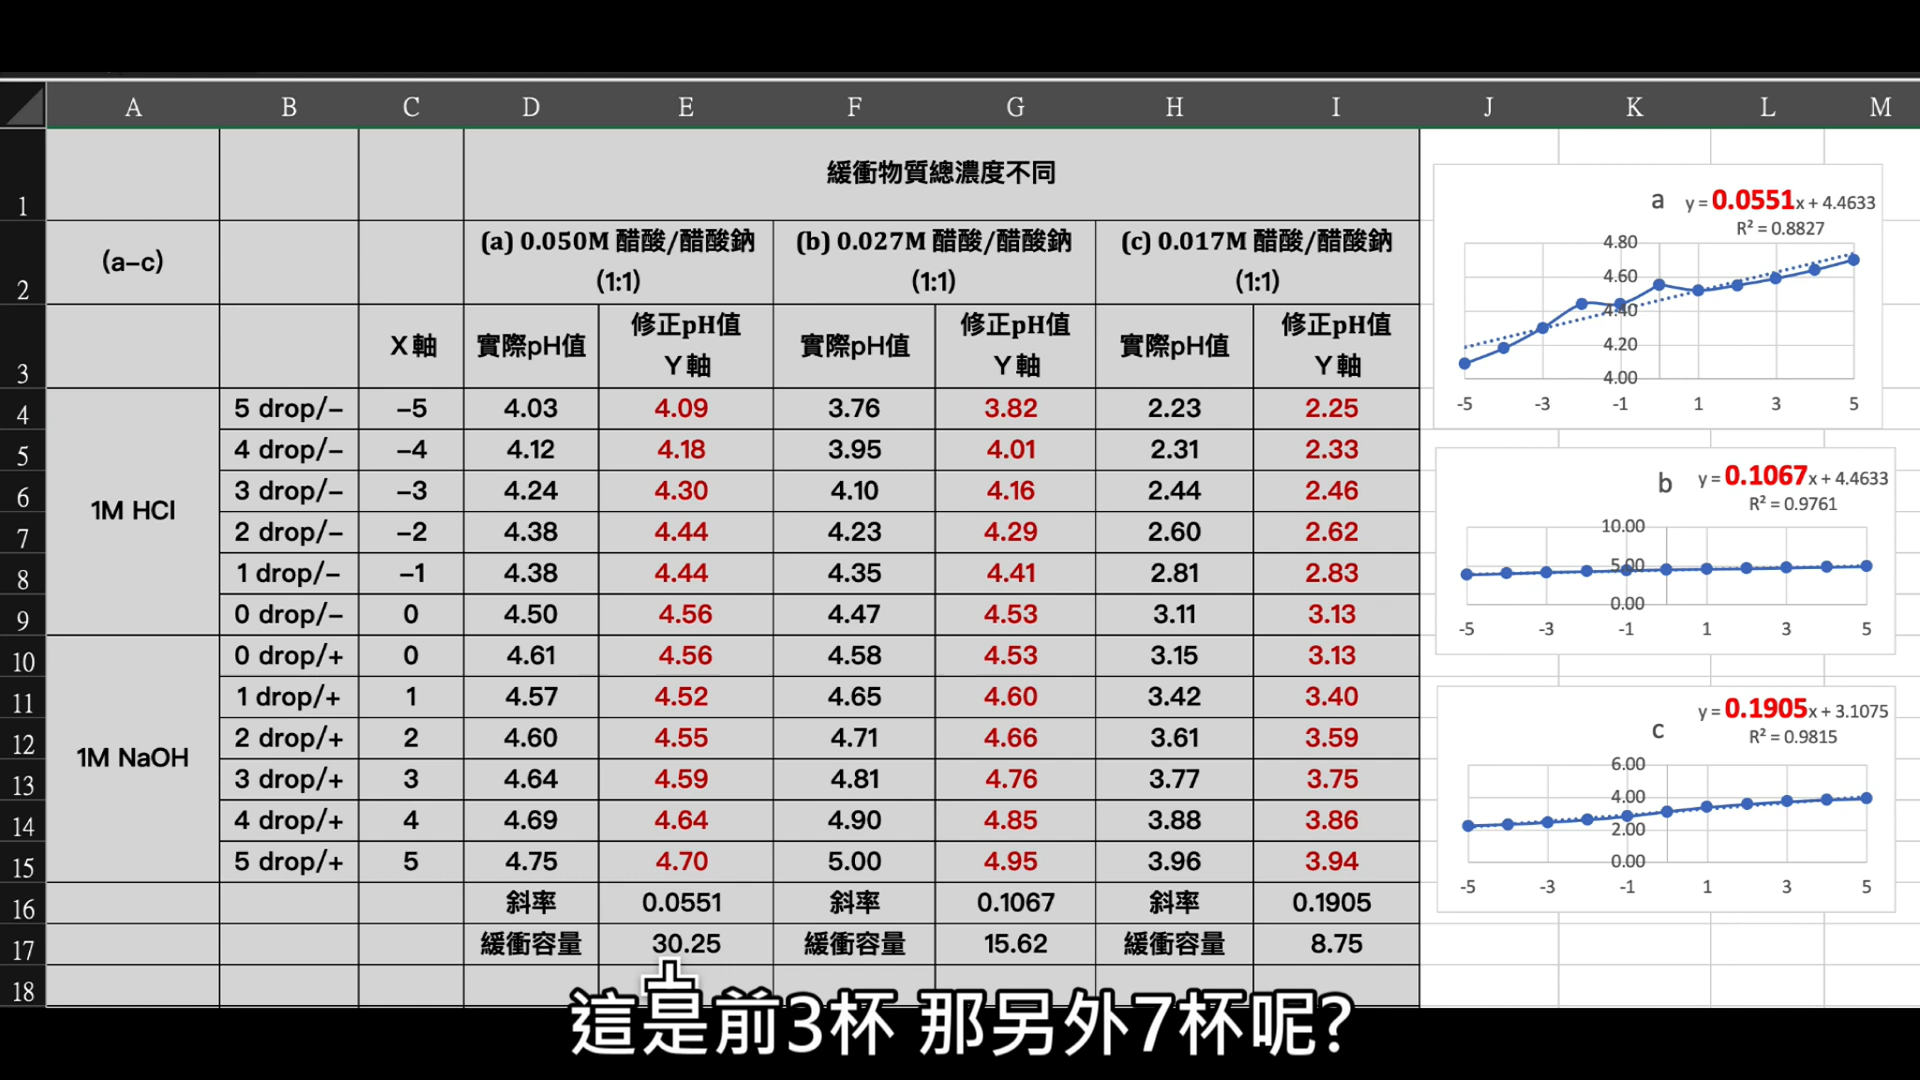 A B C D E F G H I J K L M
1 緩衝物質總濃度不同
2 (a–c) (a) 0.050M 醋酸/醋酸鈉 (1:1) (b) 0.027M 醋酸/醋酸鈉 (1:1) (c) 0.017M 醋酸/醋酸鈉 (1:1)
3 X 軸 實際pH值 修正pH值 Y 軸 實際pH值 修正pH值 Y 軸 實際pH值 修正pH值 Y 軸
1M HCl
4 5 drop/– –5 4.03 4.09 3.76 3.82 2.23 2.25
5 4 drop/– –4 4.12 4.18 3.95 4.01 2.31 2.33
6 3 drop/– –3 4.24 4.30 4.10 4.16 2.44 2.46
7 2 drop/– –2 4.38 4.44 4.23 4.29 2.60 2.62
8 1 drop/– –1 4.38 4.44 4.35 4.41 2.81 2.83
9 0 drop/– 0 4.50 4.56 4.47 4.53 3.11 3.13
1M NaOH
10 0 drop/+ 0 4.61 4.56 4.58 4.53 3.15 3.13
11 1 drop/+ 1 4.57 4.52 4.65 4.60 3.42 3.40
12 2 drop/+ 2 4.60 4.55 4.71 4.66 3.61 3.59
13 3 drop/+ 3 4.64 4.59 4.81 4.76 3.77 3.75
14 4 drop/+ 4 4.69 4.64 4.90 4.85 3.88 3.86
15 5 drop/+ 5 4.75 4.70 5.00 4.95 3.96 3.94
16 斜率 0.0551 斜率 0.1067 斜率 0.1905
17 緩衝容量 30.25 緩衝容量 15.62 緩衝容量 8.75
18
a y = 0.0551x + 4.4633
R² = 0.8827
4.80
4.60
4.40
4.20
4.00
-5 -3 -1 1 3 5
b y = 0.1067x + 4.4633
R² = 0.9761
10.00
5.00
0.00
-5 -3 -1 1 3 5
y = 0.1905x + 3.1075
c R² = 0.9815
6.00
4.00
2.00
0.00
-5 -3 -1 1 3 5
這是前3杯 那另外7杯呢?